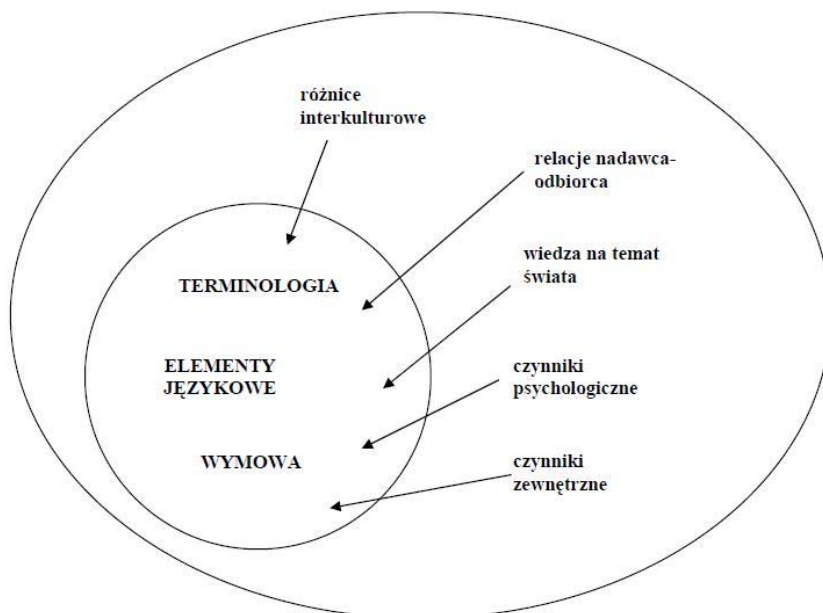 różnice
interkulturowe
relacje nadawca-
odbiorca
TERMINOLOGIA
wiedza na temat
świata
ELEMENTY
JĘZYKOWE
czynniki
psychologiczne
WYMOWA
czynniki
zewnętrzne